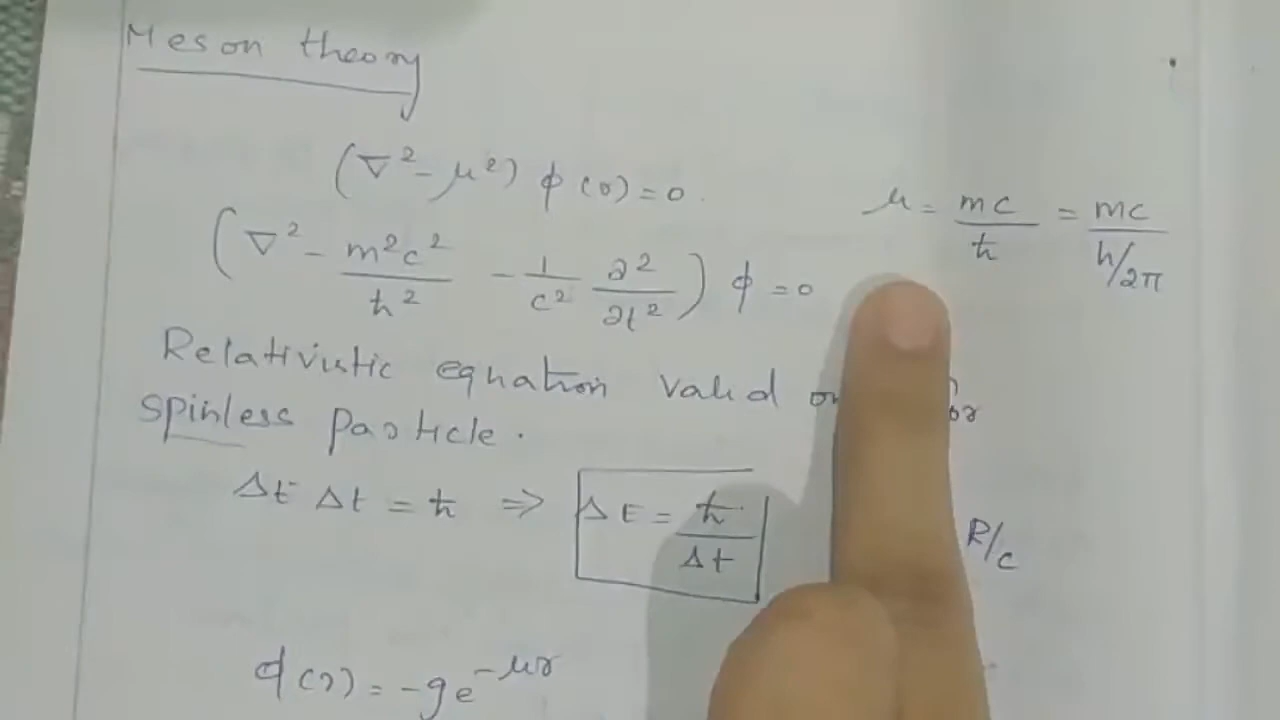 Meson theory
(∇² - μ²) ϕ(r) = 0.
μ = mc/ħ = mc/h/2π
(∇² - m²c²/ħ² - 1/c² ∂²/∂t²) ϕ = 0
Relativistic equation valid
spinless particle.
ΔE Δt = ħ ⇒ ΔE = ħ/Δt
R/c
ϕ(r) = -ge^-μr